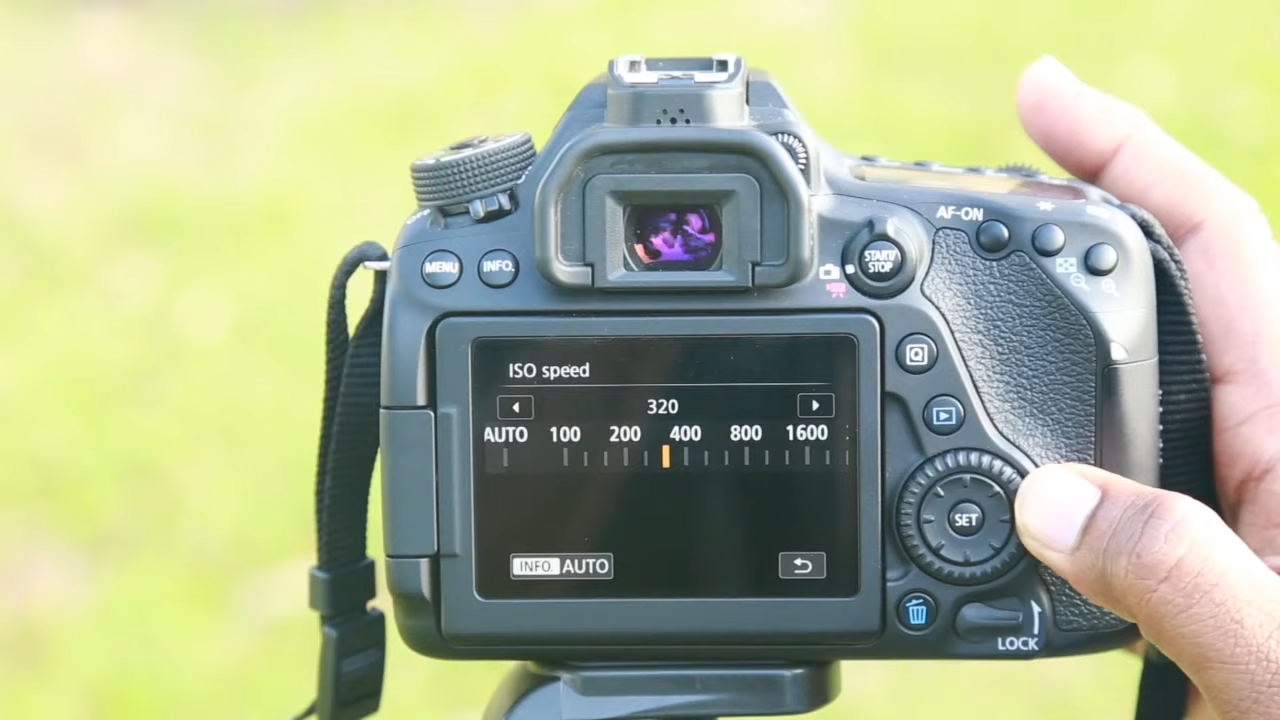 AF-ON
MENU
INFO.
START/
STOP
Q
ISO speed
320
AUTO 100 200 400 800 1600
SET
INFO. AUTO
LOCK